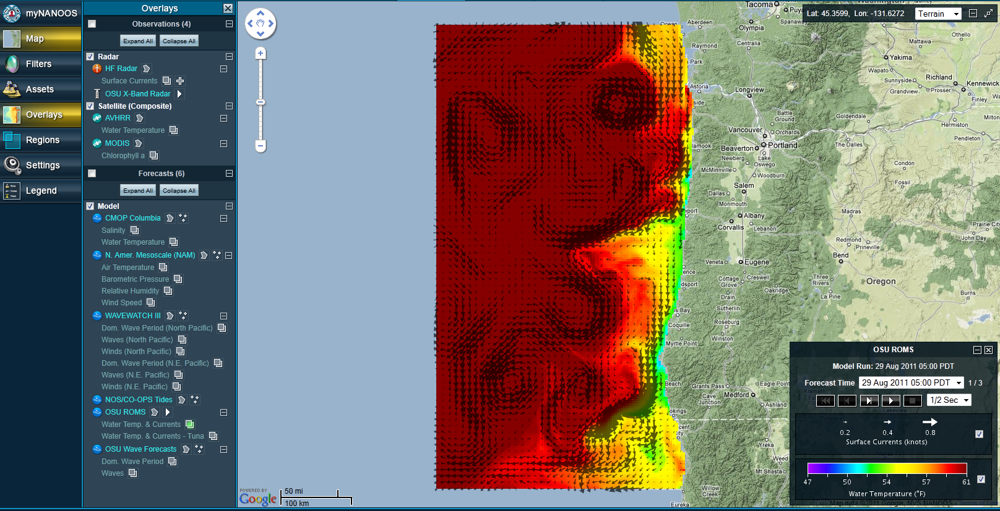 myNANOOS
Map
Filters
Assets
Overlays
Regions
Settings
Legend
Overlays
Observations (4)
Expand All Collapse All
Radar
HF Radar
Surface Currents
OSU X-Band Radar
Satellite (Composite)
AVHRR
Water Temperature
MODIS
Chlorophyll a
Forecasts (6)
Expand All Collapse All
Model
CMOP Columbia
Salinity
Water Temperature
N. Amer. Mesoscale (NAM)
Air Temperature
Barometric Pressure
Relative Humidity
Wind Speed
WAVEWATCH III
Dom. Wave Period (North Pacific)
Waves (North Pacific)
Winds (North Pacific)
Dom. Wave Period (N.E. Pacific)
Waves (N.E. Pacific)
Winds (N.E. Pacific)
NOS/CO-OPS Tides
OSU ROMS
Water Temp. & Currents
Water Temp. & Currents - Tuna
OSU Wave Forecasts
Dom. Wave Period
Waves
POWERED BY
Google
50 mi
100 km
Lat: 45.3599, Lon: -131.6272
Terrain
Tacoma
Aberdeen
Olympia
Spanaway
Centralia
Raymond
Park
Astoria
Longview
Ellensburg
Othello
Mattawa
Yakima
Wapato
Sunnyside
Grandview
Prosser
Richland
Kennewick
Finley
Walla
Milton
Hermiston
Pendleton
Goldendale
The Dalles
Battle Ground
Vancouver
Orchards
Portland
Beaverton
Lake Oswego
Newberg
McMinnville
Woodburn
Salem
Dallas
Monmouth
Albany
Corvallis
Lebanon
Condon
Fossil
Madras
Prairie City
John Day
Redmond
Prineville
Bend
Veneta
Eugene
Cottage Grove
Creswell
Oakridge
Three Rivers
La Pine
Oregon
Burns
Drain
Sutherlin
Roseburg
Winston
Coquille
Myrtle Point
Grants Pass
Eagle Point
Cave Junction
Medford
Ashland
Yreka
Weed
Mt Shasta
Willow Creek
Eureka
OSU ROMS
Model Run: 29 Aug 2011 05:00 PDT
Forecast Time 29 Aug 2011 05:00 PDT 1 / 3
1/2 Sec
0.2 0.4 0.8
Surface Currents (knots)
47 50 54 57 61
Water Temperature (°F)
Map data ©2011 Google, NVS NANOOS - Terms of Use